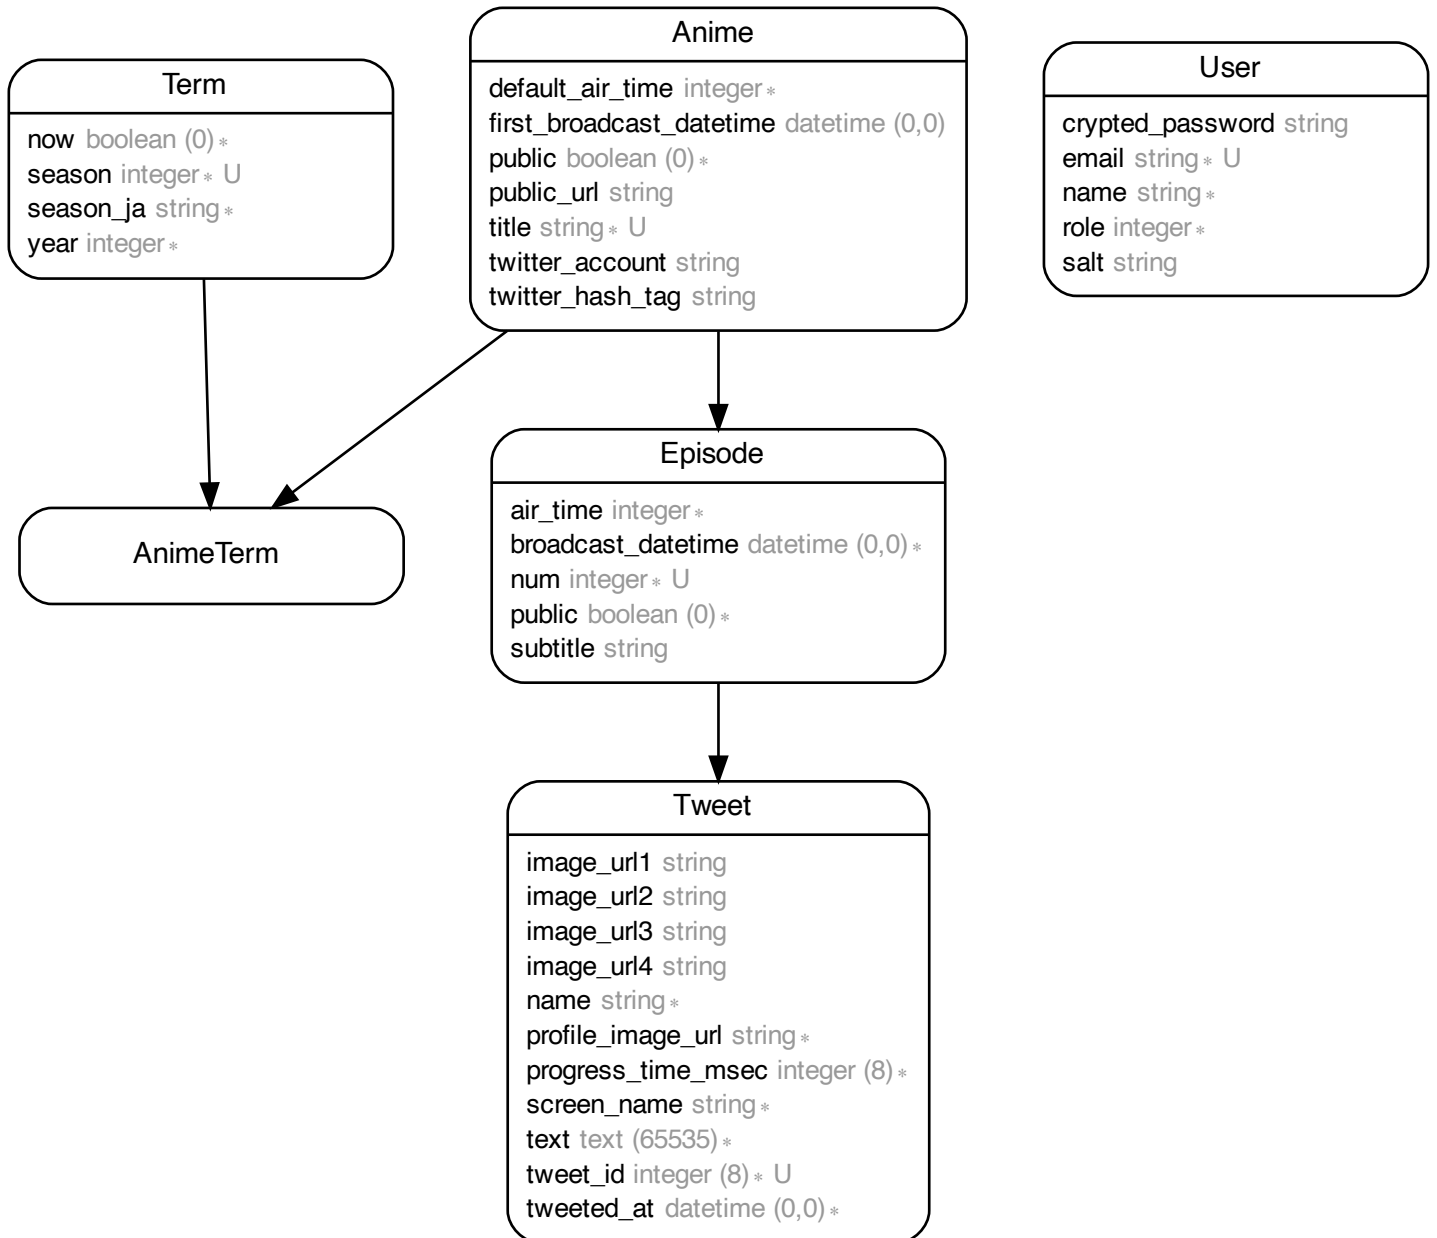 Term
now boolean (0)∗
season integer∗ U
season_ja string∗
year integer∗
Anime
default_air_time integer∗
first_broadcast_datetime datetime (0,0)
public boolean (0)∗
public_url string
title string∗ U
twitter_account string
twitter_hash_tag string
User
crypted_password string
email string∗ U
name string∗
role integer∗
salt string
AnimeTerm
Episode
air_time integer∗
broadcast_datetime datetime (0,0)∗
num integer∗ U
public boolean (0)∗
subtitle string
Tweet
image_url1 string
image_url2 string
image_url3 string
image_url4 string
name string∗
profile_image_url string∗
progress_time_msec integer (8)∗
screen_name string∗
text text (65535)∗
tweet_id integer (8)∗ U
tweeted_at datetime (0,0)∗